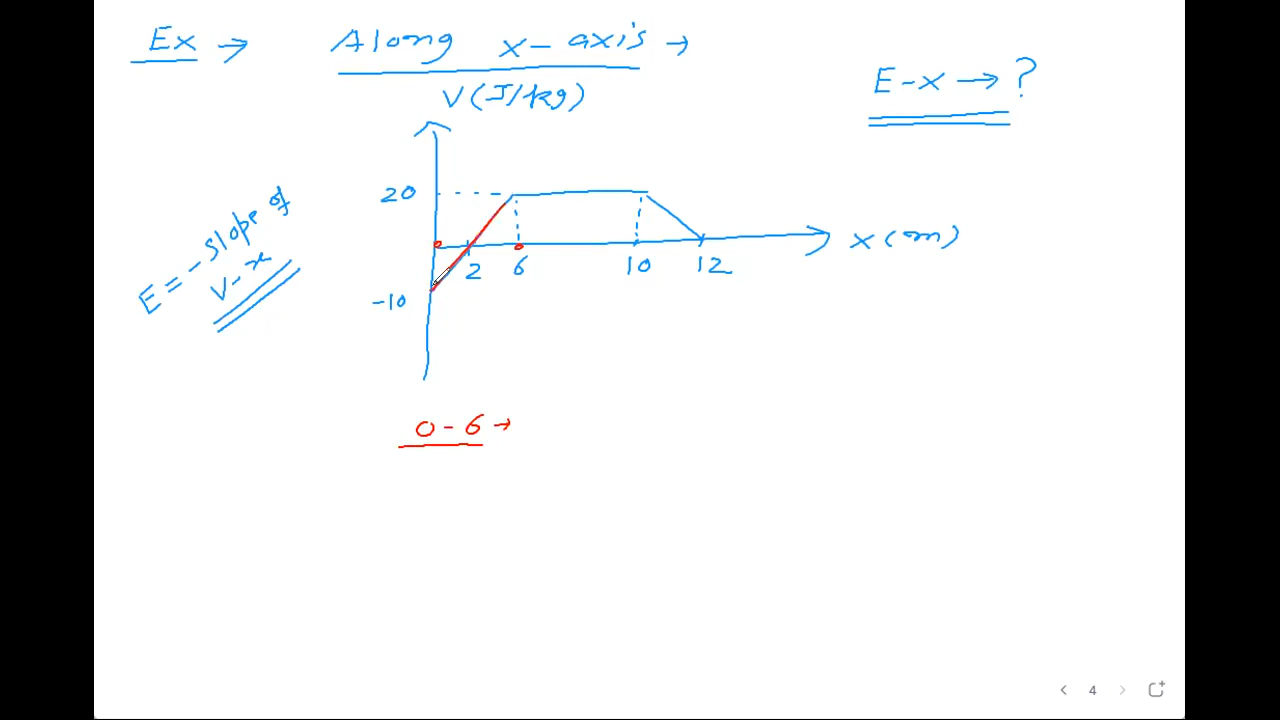 Ex → Along x-axis →
E-x → ?
V(J/kg)
20
E = - slope of
V-x
x(m)
2 6 10 12
-10
0 - 6 →
4